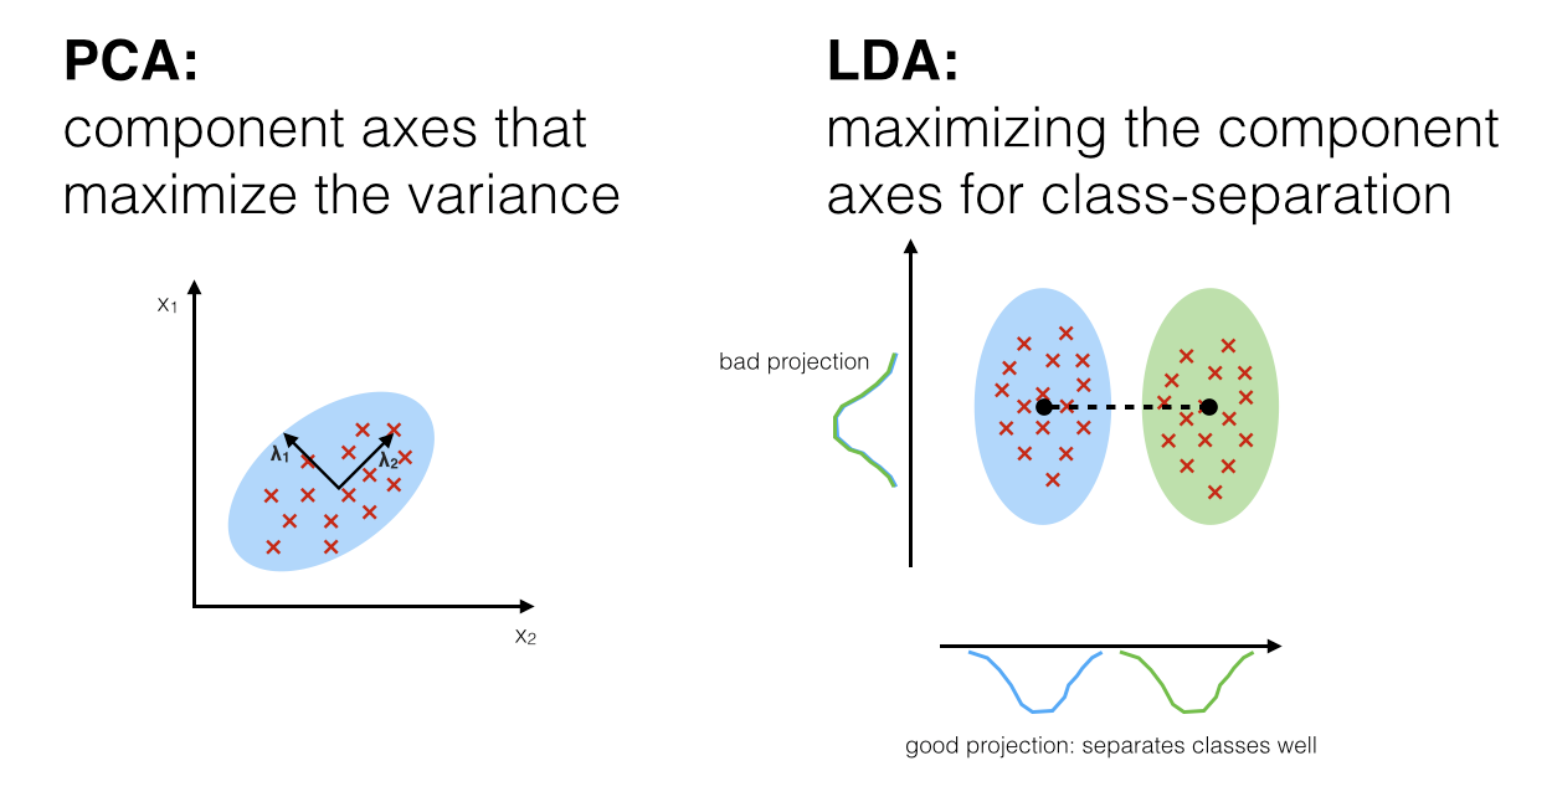 PCA:
component axes that
maximize the variance
x1
λ1
λ2
x2
LDA:
maximizing the component
axes for class-separation
bad projection
good projection: separates classes well